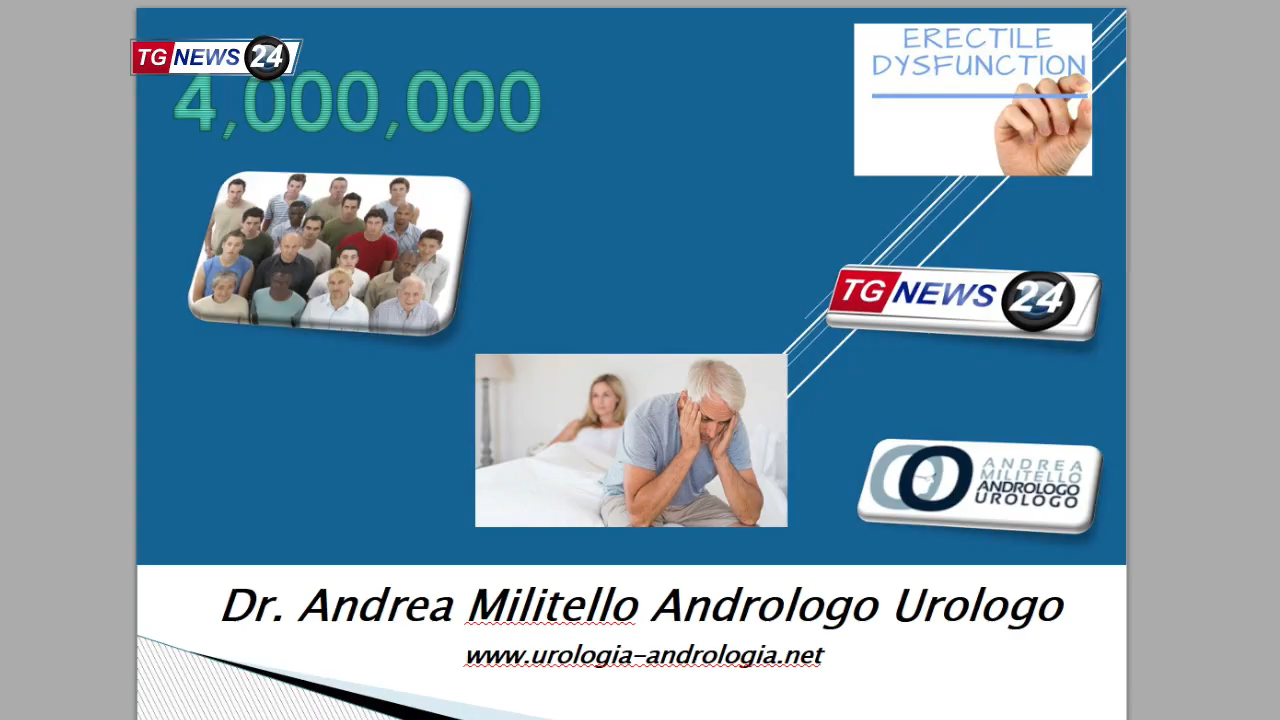 TG NEWS 24
4,000,000
ERECTILE
DYSFUNCTION
TG NEWS 24
ANDREA
MILITELLO
ANDROLOGO
UROLOGO
Dr. Andrea Militello Andrologo Urologo
www.urologia-andrologia.net